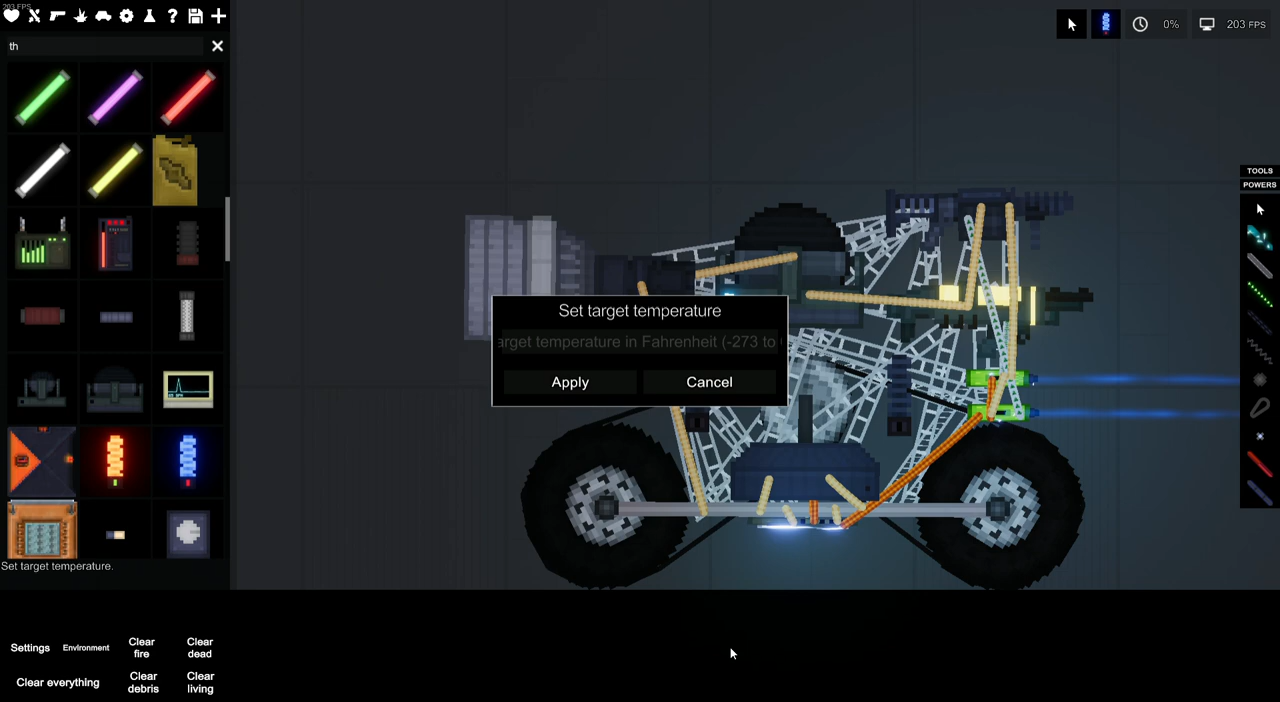 203 FPS
th
0%
203 FPS
TOOLS
POWERS
Set target temperature
target temperature in Fahrenheit (-273 to
Apply
Cancel
Set target temperature.
Settings
Environment
Clear
fire
Clear
dead
Clear everything
Clear
debris
Clear
living